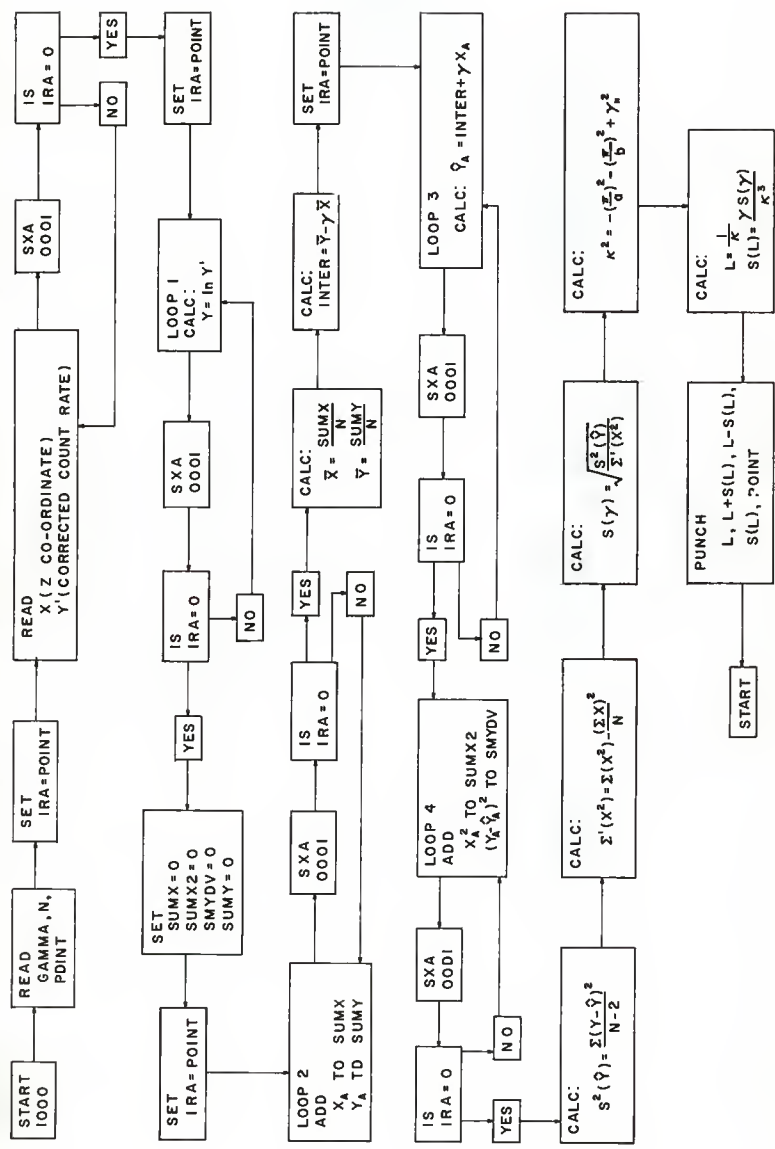 START
1000
READ
GAMMA, N,
PDINT
SET
IRA=POINT
READ
X (Z CO-ORDINATE)
Y' (CORRECTED COUNT RATE)
SXA
0001
IS
IRA=0
YES
NO
SET
IRA=POINT
LOOP 1
CALC:
Y= ln Y'
SXA
0001
IS
IRA=0
NO
YES
SET
SUMX=0
SUMX2=0
SMYDV=0
SUMY=0
SET
IRA=POINT
LOOP 2
ADD
X_A TO SUMX
Y_A TD SUMY
SXA
0001
IS
IRA=0
YES
NO
CALC:
X̄ = SUMX/N
Ȳ = SUMY/N
CALC:
INTER=Ȳ-γX̄
SET
IRA=POINT
LOOP 3
CALC: Ŷ_A =INTER+γX_A
SXA
0001
IS
IRA=0
YES
NO
LOOP 4
ADD
X_A² TO SUMX2
(Y_A-Ŷ_A)² TO SMYDV
SXA
00D1
IS
IRA=0
NO
YES
CALC:
S²(Ŷ)= Σ(Y-Ŷ)²/N-2
CALC:
Σ'(X²)=Σ(X²)-(ΣX)²/N
CALC:
S(γ)=√S²(Ŷ)/Σ'(X²)
CALC:
κ²=-(π/a)²-(π/b)²+γ_n²
CALC:
L=1/κ
S(L)=γS(γ)/κ³
PUNCH
L, L+S(L), L-S(L),
S(L), POINT
START